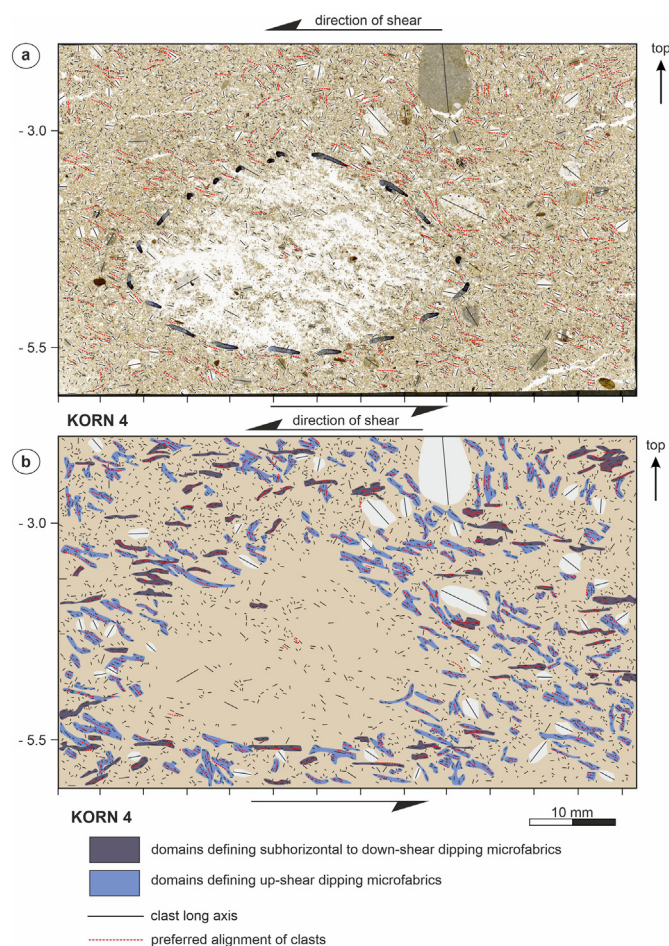 direction of shear
a
top
- 3.0
- 5.5
KORN 4
direction of shear
b
top
- 3.0
- 5.5
KORN 4
10 mm
domains defining subhorizontal to down-shear dipping microfabrics
domains defining up-shear dipping microfabrics
clast long axis
preferred alignment of clasts